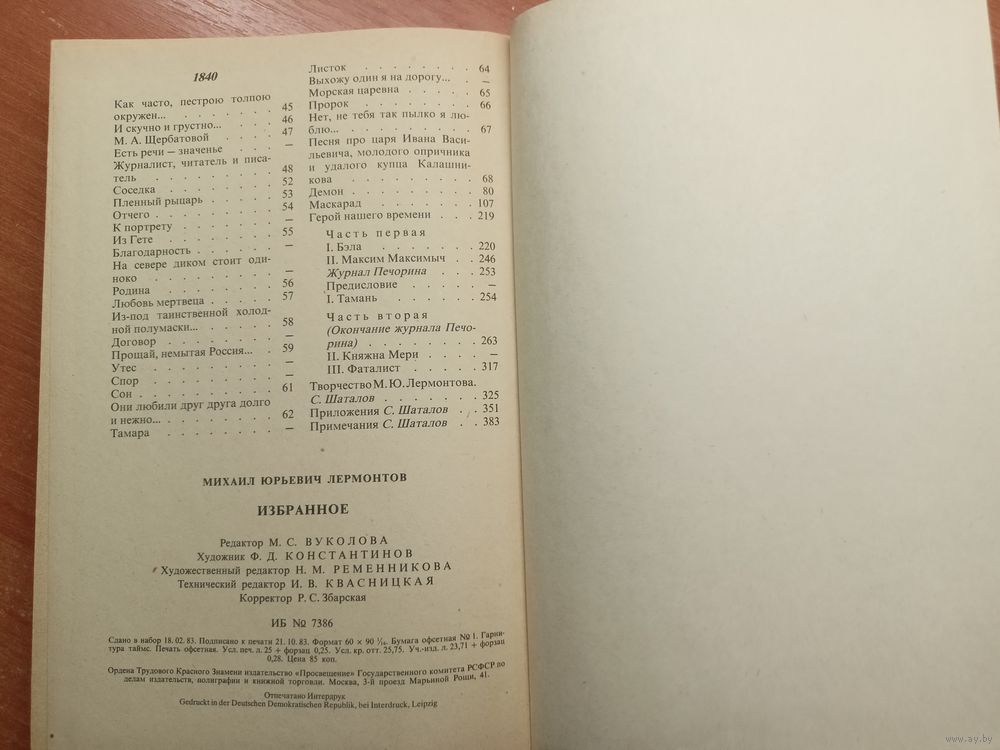 1840
Как часто, пестрою толпою
окружен... . . . . . . . 45
И скучно и грустно... . . . 46
М. А. Щербатовой . . . . 47
Есть речи — значенье . . . —
Журналист, читатель и писа-
тель . . . . . . . . . 48
Соседка . . . . . . . . 52
Пленный рыцарь . . . . . 53
Отчего . . . . . . . . . 54
К портрету . . . . . . . —
Из Гете . . . . . . . . 55
Благодарность . . . . . . —
На севере диком стоит оди-
ноко . . . . . . . . . —
Родина . . . . . . . . 56
Любовь мертвеца . . . . . 57
Из-под таинственной холод-
ной полумаски... . . . . . 58
Договор . . . . . . . . —
Прощай, немытая Россия... . 59
Утес . . . . . . . . . —
Спор . . . . . . . . . —
Сон . . . . . . . . . . 61
Они любили друг друга долго
и нежно... . . . . . . . 62
Тамара . . . . . . . . —
Листок . . . . . . . . 64
Выхожу один я на дорогу... . —
Морская царевна . . . . . 65
Пророк . . . . . . . . 66
Нет, не тебя так пылко я лю-
блю... . . . . . . . . 67
Песня про царя Ивана Васи-
льевича, молодого опричника
и удалого купца Калашни-
кова . . . . . . . . . 68
Демон . . . . . . . . . 80
Маскарад . . . . . . . 107
Герой нашего времени . . . 219
Часть первая
I. Бэла . . . . . . . 220
II. Максим Максимыч . . 246
Журнал Печорина . . . 253
Предисловие . . . . . —
I. Тамань . . . . . . 254
Часть вторая
(Окончание журнала Печо-
рина) . . . . . . . . 263
II. Княжна Мери . . . . —
III. Фаталист . . . . . 317
Творчество М. Ю. Лермонтова.
С. Шаталов . . . . . . . 325
Приложения С. Шаталов . . 351
Примечания С. Шаталов . . 383
МИХАИЛ ЮРЬЕВИЧ ЛЕРМОНТОВ
ИЗБРАННОЕ
Редактор М. С. ВУКОЛОВА
Художник Ф. Д. КОНСТАНТИНОВ
Художественный редактор Н. М. РЕМЕННИКОВА
Технический редактор И. В. КВАСНИЦКАЯ
Корректор Р. С. Збарская
ИБ № 7386
Сдано в набор 18.02.83. Подписано к печати 21.10.83. Формат 60 × 90 1/16. Бумага офсетная № 1. Гарни-
тура таймс. Печать офсетная. Усл. печ. л. 25 + форзац 0,25. Усл. кр. отт. 25,75. Уч.-изд. л. 23,71 + форзац
0,28. Цена 85 коп.
Ордена Трудового Красного Знамени издательство «Просвещение» Государственного комитета РСФСР по
делам издательств, полиграфии и книжной торговли. Москва, 3-й проезд Марьиной Рощи, 41.
Отпечатано Интердрук
Gedruckt in der Deutschen Demokratischen Republik, bei Interdruck, Leipzig
www.ay.by